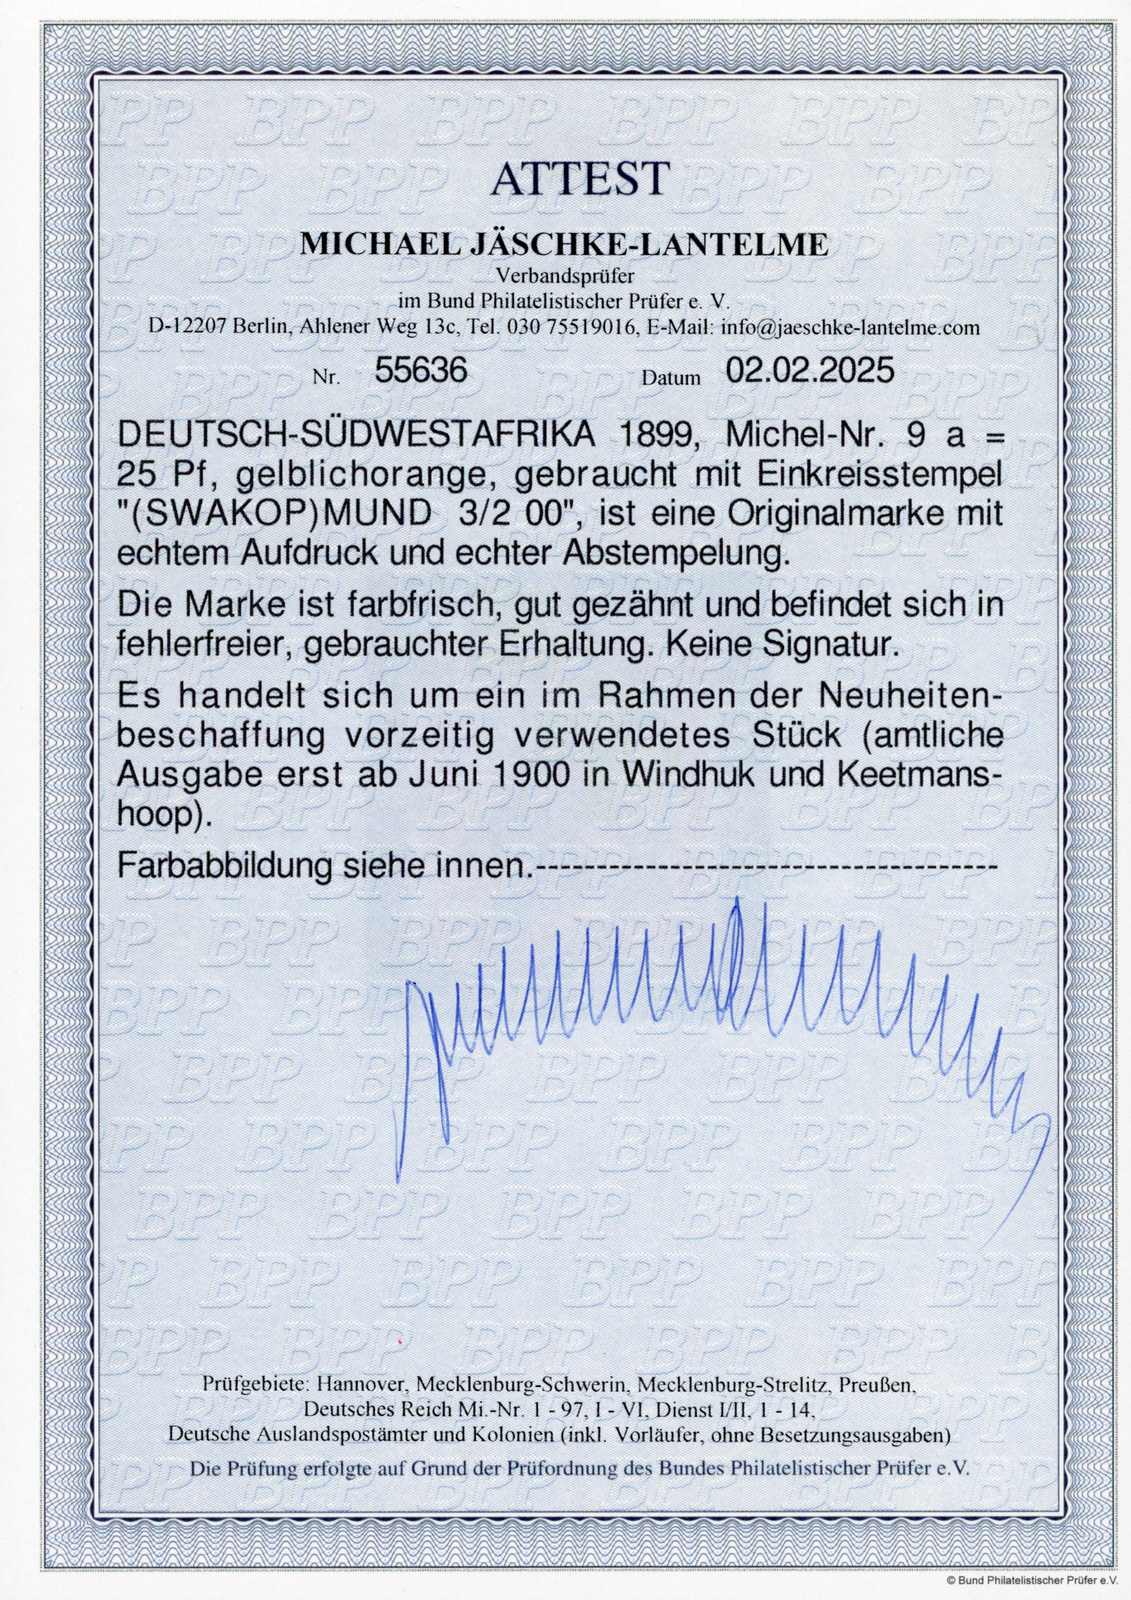 ATTEST
MICHAEL JÄSCHKE-LANTELME
Verbandsprüfer
im Bund Philatelistischer Prüfer e. V.
D-12207 Berlin, Ahlener Weg 13c, Tel. 030 75519016, E-Mail: info@jaeschke-lantelme.com
Nr. 55636 Datum 02.02.2025
DEUTSCH-SÜDWESTAFRIKA 1899, Michel-Nr. 9 a =
25 Pf, gelblichorange, gebraucht mit Einkreisstempel
"(SWAKOP)MUND 3/2 00", ist eine Originalmarke mit
echtem Aufdruck und echter Abstempelung.
Die Marke ist farbfrisch, gut gezähnt und befindet sich in
fehlerfreier, gebrauchter Erhaltung. Keine Signatur.
Es handelt sich um ein im Rahmen der Neuheiten-
beschaffung vorzeitig verwendetes Stück (amtliche
Ausgabe erst ab Juni 1900 in Windhuk und Keetmans-
hoop).
Farbabbildung siehe innen.-------------------------------------
Prüfgebiete: Hannover, Mecklenburg-Schwerin, Mecklenburg-Strelitz, Preußen,
Deutsches Reich Mi.-Nr. 1 - 97, I - VI, Dienst I/II, 1 - 14,
Deutsche Auslandspostämter und Kolonien (inkl. Vorläufer, ohne Besetzungsausgaben)
Die Prüfung erfolgte auf Grund der Prüfordnung des Bundes Philatelistischer Prüfer e.V.
© Bund Philatelistischer Prüfer e.V.